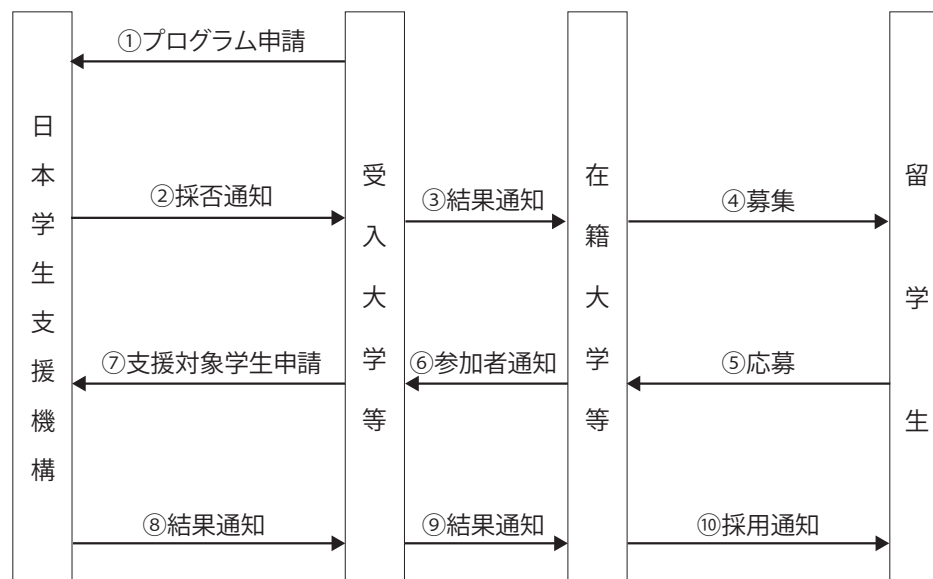 ①プログラム申請
日本学生支援機構
受入大学等
在籍大学等
留学生
②採否通知
③結果通知
④募集
⑦支援対象学生申請
⑥参加者通知
⑤応募
⑧結果通知
⑨結果通知
⑩採用通知